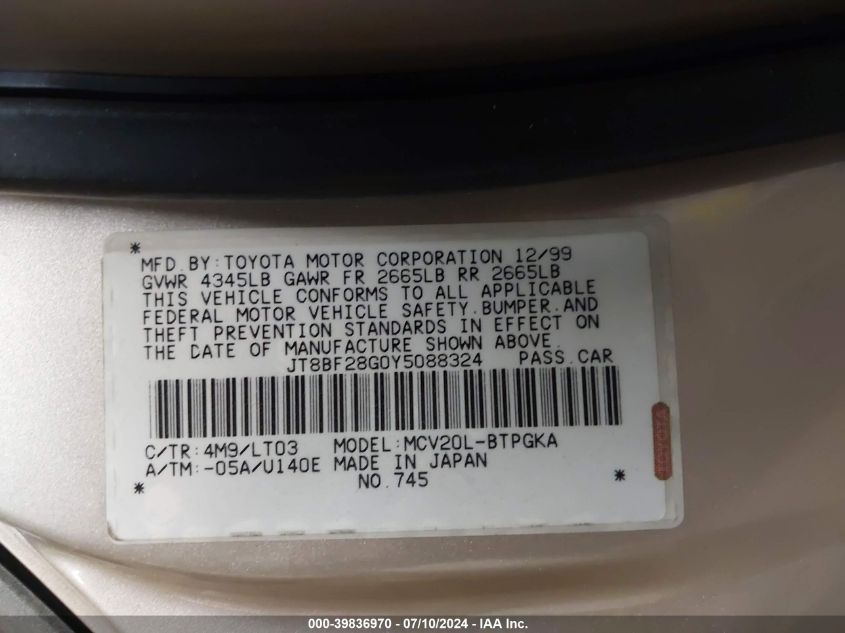 MFD.BY:TOYOTA MOTOR CORPORATION 12/99
GVWR 4345LB GAWR FR 2665LB RR 2665LB
THIS VEHICLE CONFORMS TO ALL APPLICABLE
FEDERAL MOTOR VEHICLE SAFETY.BUMPER.AND
THEFT PREVENTION STANDARDS IN EFFECT ON
THE DATE OF MANUFACTURE SHOWN ABOVE.
JT8BF28G0Y5088324 PASS.CAR
C/TR:4M9/LT03 MODEL:MCV20L-BTPGKA
A/TM:-05A/U140E MADE IN JAPAN
NO.745
TOYOTA
000-39836970 - 07/10/2024 - IAAI, Inc.